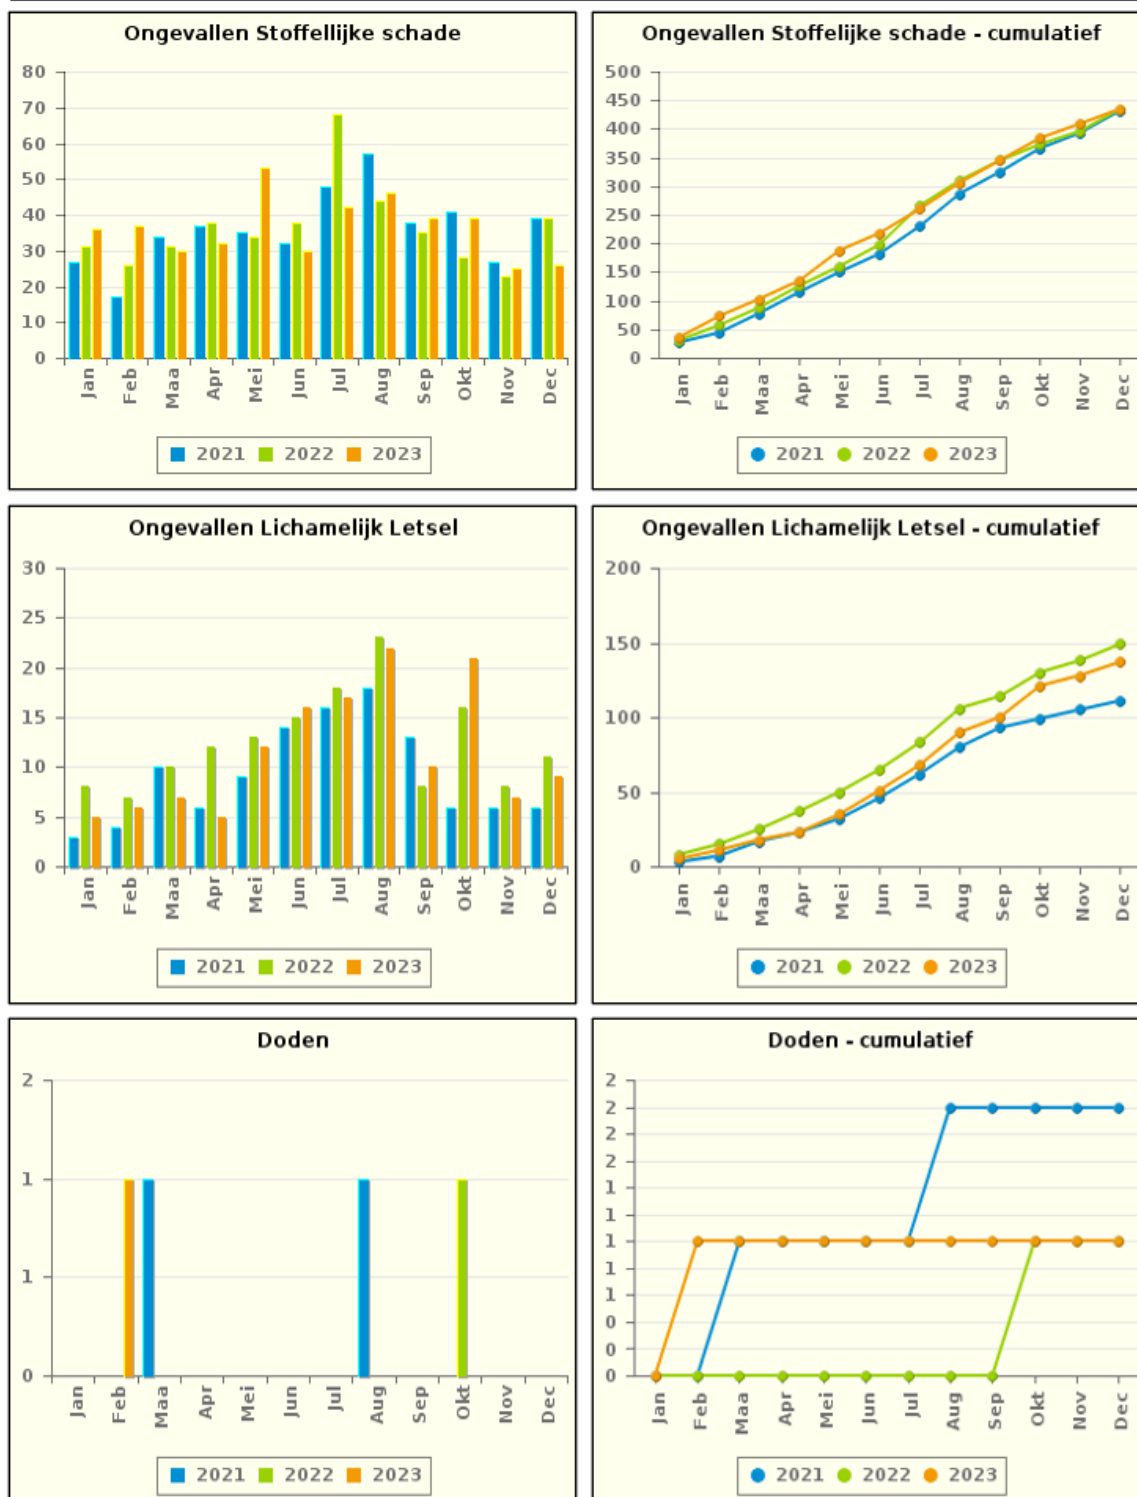 Ongevallen Stoffellijke schade
80
70
60
50
40
30
20
10
0
Jan Feb Maa Apr Mei Jun Jul Aug Sep Okt Nov Dec
2021 2022 2023
Ongevallen Stoffelijke schade - cumulatief
500
450
400
350
300
250
200
150
100
50
0
Jan Feb Maa Apr Mei Jun Jul Aug Sep Okt Nov Dec
2021 2022 2023
Ongevallen Lichamelijk Letsel
30
25
20
15
10
5
0
Jan Feb Maa Apr Mei Jun Jul Aug Sep Okt Nov Dec
2021 2022 2023
Ongevallen Lichamelijk Letsel - cumulatief
200
150
100
50
0
Jan Feb Maa Apr Mei Jun Jul Aug Sep Okt Nov Dec
2021 2022 2023
Doden
2
1
1
0
Jan Feb Maa Apr Mei Jun Jul Aug Sep Okt Nov Dec
2021 2022 2023
Doden - cumulatief
2
2
2
2
1
1
1
1
1
0
0
0
Jan Feb Maa Apr Mei Jun Jul Aug Sep Okt Nov Dec
2021 2022 2023